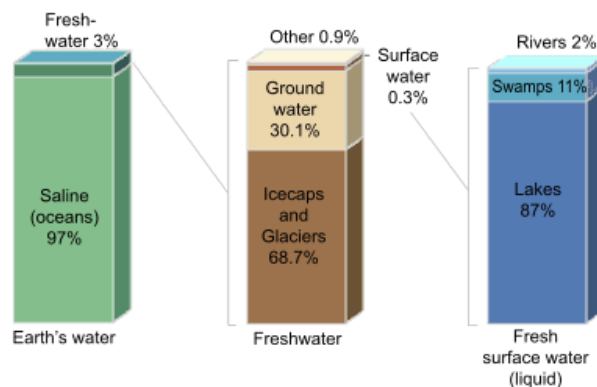 Fresh-
water 3%
Saline
(oceans)
97%
Earth's water
Other 0.9%
Surface
water
0.3%
Ground
water
30.1%
Icecaps
and
Glaciers
68.7%
Freshwater
Rivers 2%
Swamps 11%
Lakes
87%
Fresh
surface water
(liquid)